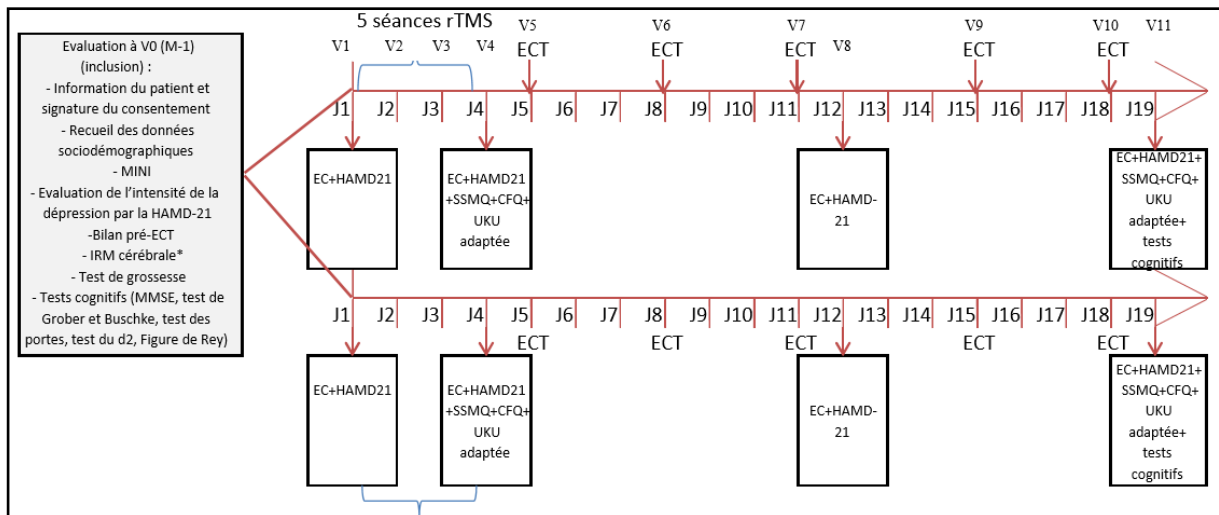 5 séances rTMS
V1 V2 V3 V4 V5 V6 V7 V8 V9 V10 V11
ECT ECT ECT ECT ECT
Evaluation à V0 (M-1)
(inclusion) :
- Information du patient et
signature du consentement
- Recueil des données
sociodémographiques
- MINI
- Evaluation de l'intensité de la
dépression par la HAMD-21
-Bilan pré-ECT
- IRM cérébrale*
- Test de grossesse
- Tests cognitifs (MMSE, test de
Grober et Buschke, test des
portes, test du d2, Figure de Rey)
J1 J2 J3 J4 J5 J6 J7 J8 J9 J10 J11 J12 J13 J14 J15 J16 J17 J18 J19
EC+HAMD21
EC+HAMD21
+SSMQ+CFQ+
UKU
adaptée
EC+HAMD-
21
EC+HAMD21+
SSMQ+CFQ+
UKU
adaptée+
tests
cognitifs
J1 J2 J3 J4 J5 J6 J7 J8 J9 J10 J11 J12 J13 J14 J15 J16 J17 J18 J19
ECT ECT ECT ECT ECT
EC+HAMD21
EC+HAMD21
+SSMQ+CFQ+
UKU
adaptée
EC+HAMD-
21
EC+HAMD21+
SSMQ+CFQ+
UKU
adaptée+
tests
cognitifs